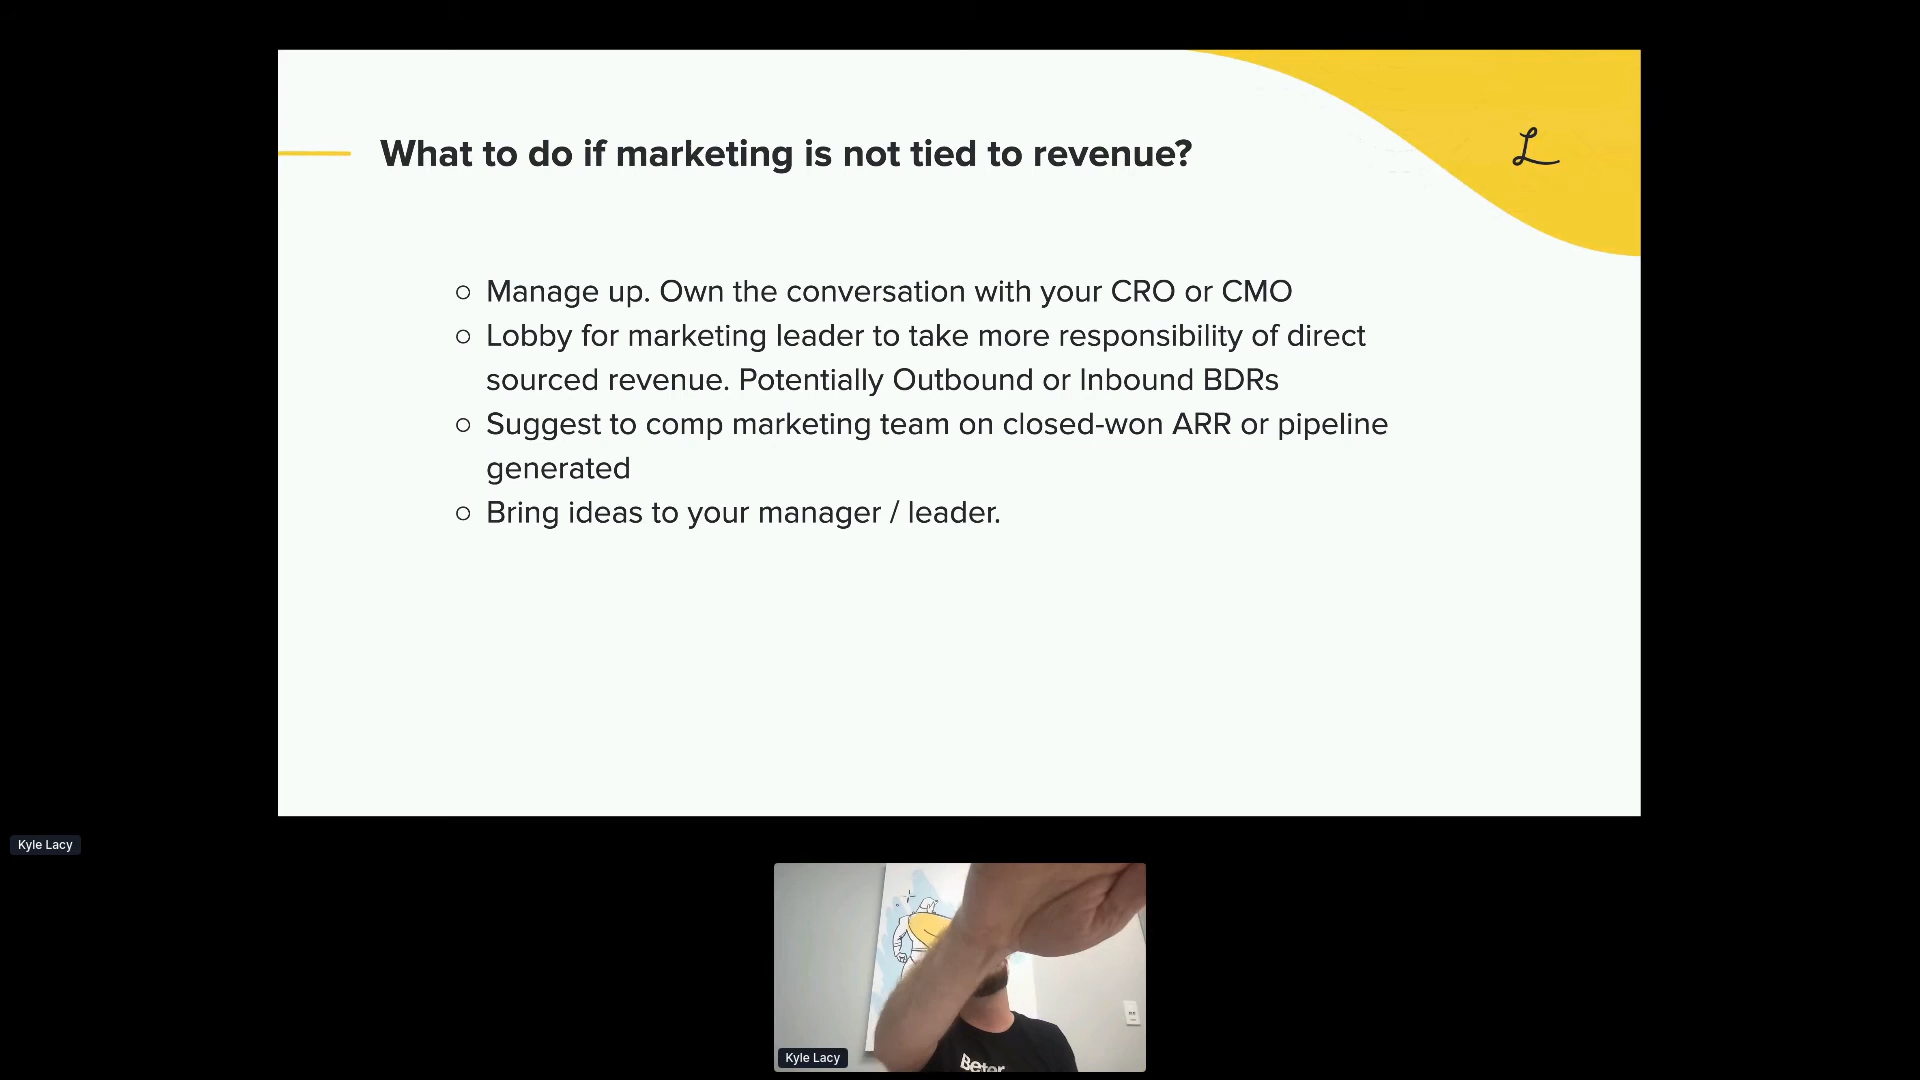 What to do if marketing is not tied to revenue?
L
○ Manage up. Own the conversation with your CRO or CMO
○ Lobby for marketing leader to take more responsibility of direct
sourced revenue. Potentially Outbound or Inbound BDRs
○ Suggest to comp marketing team on closed-won ARR or pipeline
generated
○ Bring ideas to your manager / leader.
Kyle Lacy
Kyle Lacy